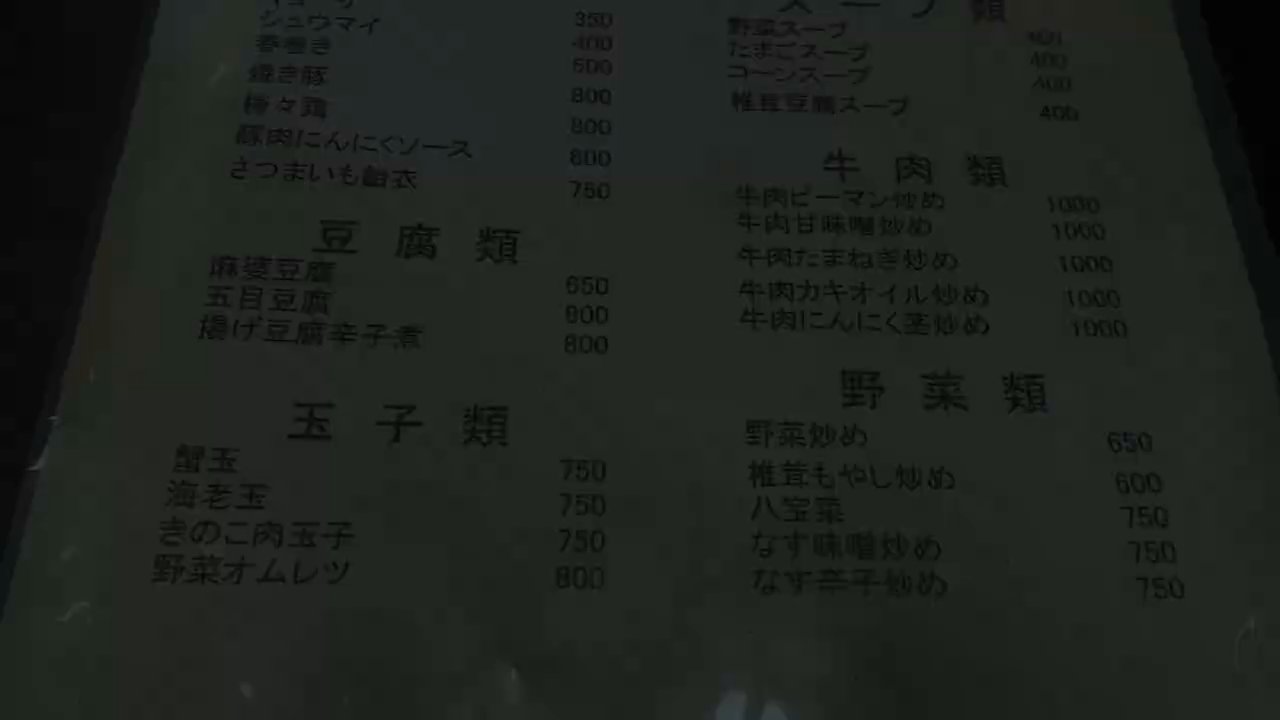 シュウマイ 350
春巻き 400
焼き豚 600
棒々鶏 800
豚肉にんにくソース 800
さつまいも飴衣 750
豆腐類
麻婆豆腐 650
五目豆腐 900
揚げ豆腐辛子煮 800
玉子類
蟹玉 750
海老玉 750
きのこ肉玉子 750
野菜オムレツ 800
スープ類
野菜スープ 400
たまごスープ 400
コーンスープ 400
椎茸豆腐スープ 400
牛肉類
牛肉ピーマン炒め 1000
牛肉甘味噌炒め 1000
牛肉たまねぎ炒め 1000
牛肉カキオイル炒め 1000
牛肉にんにく茎炒め 1000
野菜類
野菜炒め 650
椎茸もやし炒め 600
八宝菜 750
なす味噌炒め 750
なす辛子炒め 750